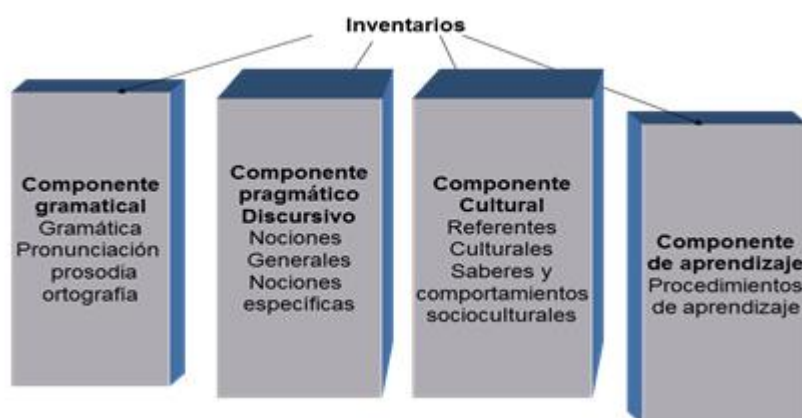 Inventarios
Componente
gramatical
Gramática
Pronunciación
prosodia
ortografía
Componente
pragmático
Discursivo
Nociones
Generales
Nociones
específicas
Componente
Cultural
Referentes
Culturales
Saberes y
comportamientos
socioculturales
Componente
de aprendizaje
Procedimientos
de aprendizaje